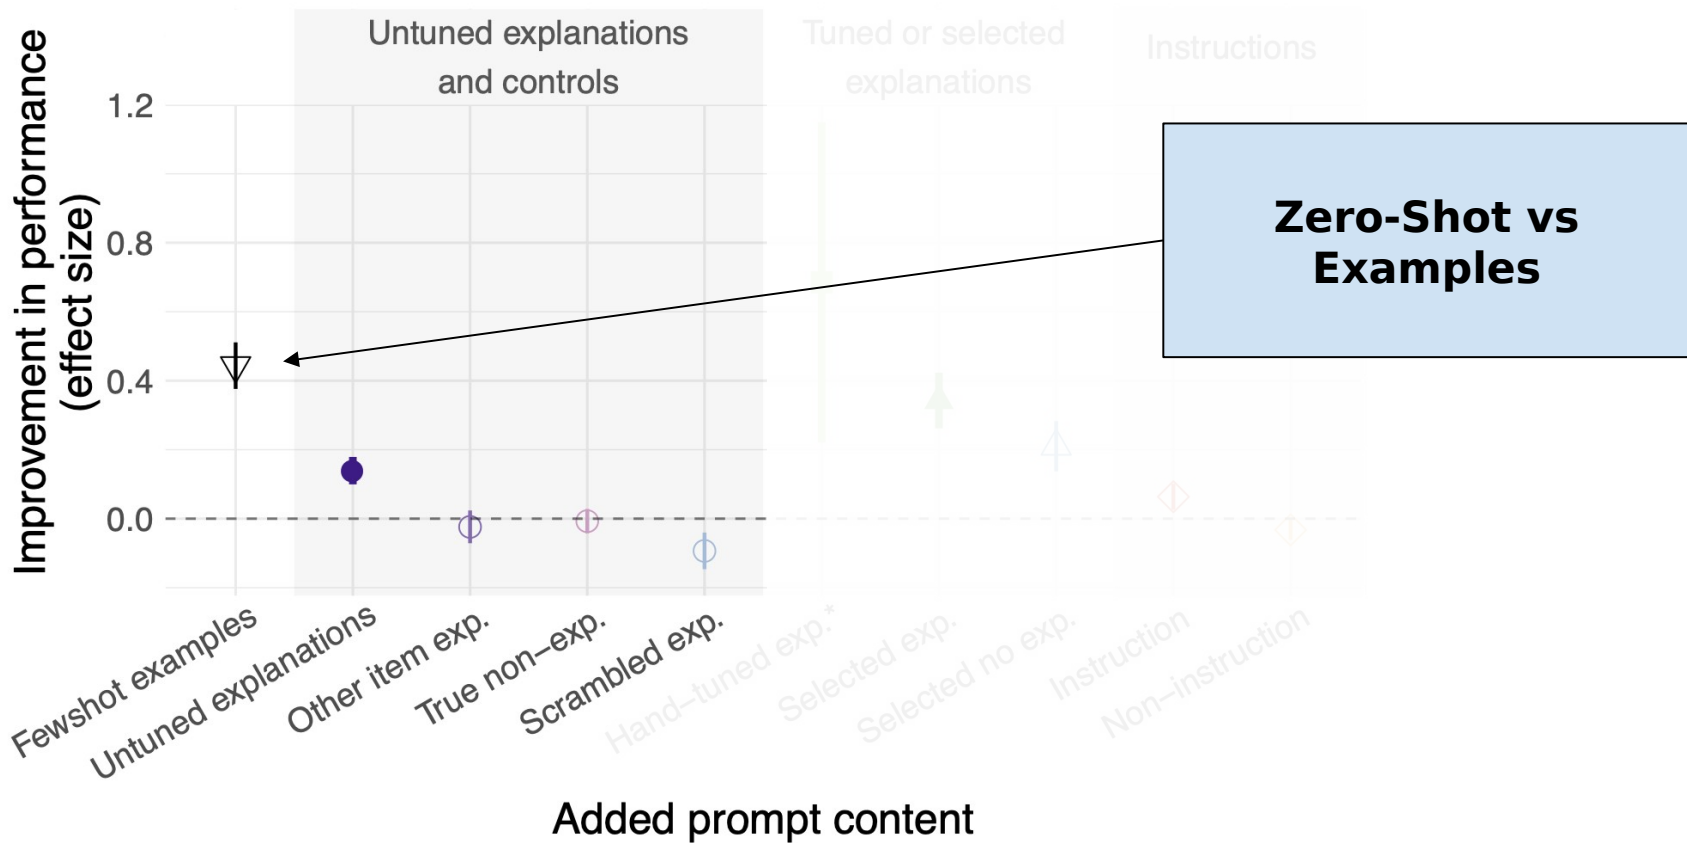 Improvement in performance
(effect size)
Untuned explanations
and controls
Tuned or selected
explanations
Instructions
1.2
0.8
0.4
0.0
Zero-Shot vs
Examples
Fewshot examples
Untuned explanations
Other item exp.
True non−exp.
Scrambled exp.
Hand−tuned exp.*
Selected exp.
Selected no exp.
Instruction
Non−instruction
Added prompt content